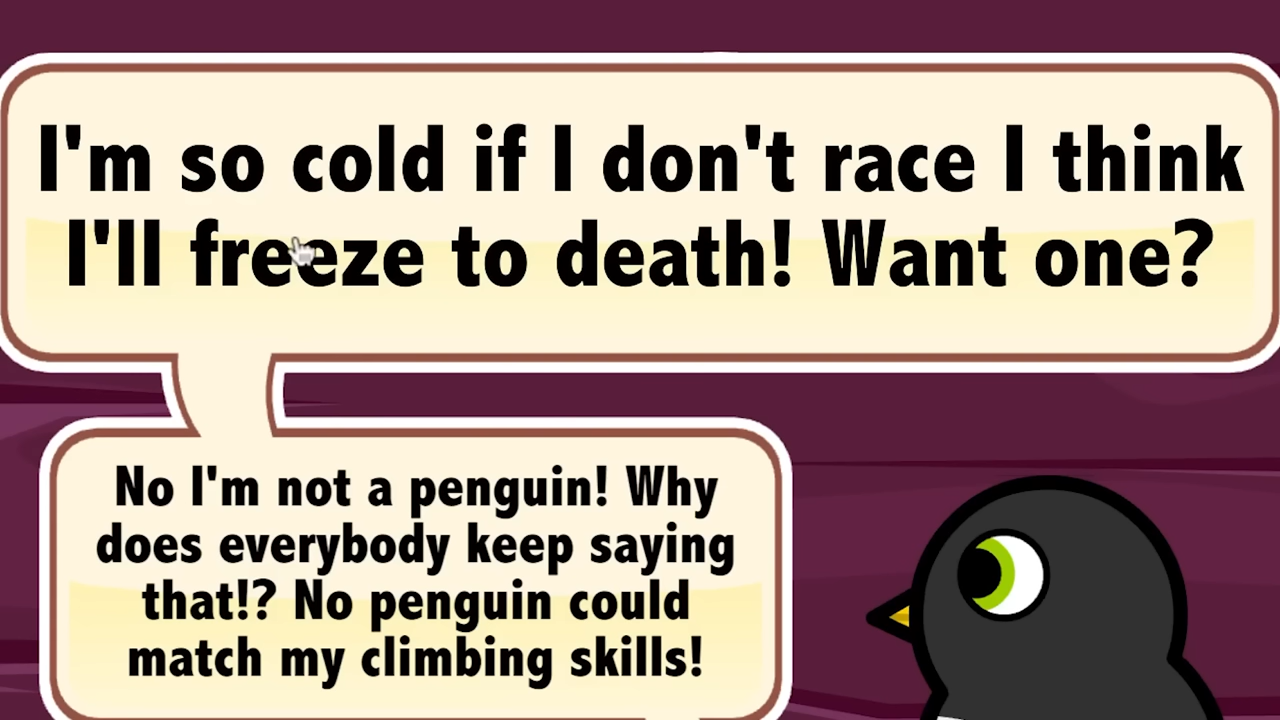 I'm so cold if I don't race I think
I'll freeze to death! Want one?
No I'm not a penguin! Why
does everybody keep saying
that!? No penguin could
match my climbing skills!